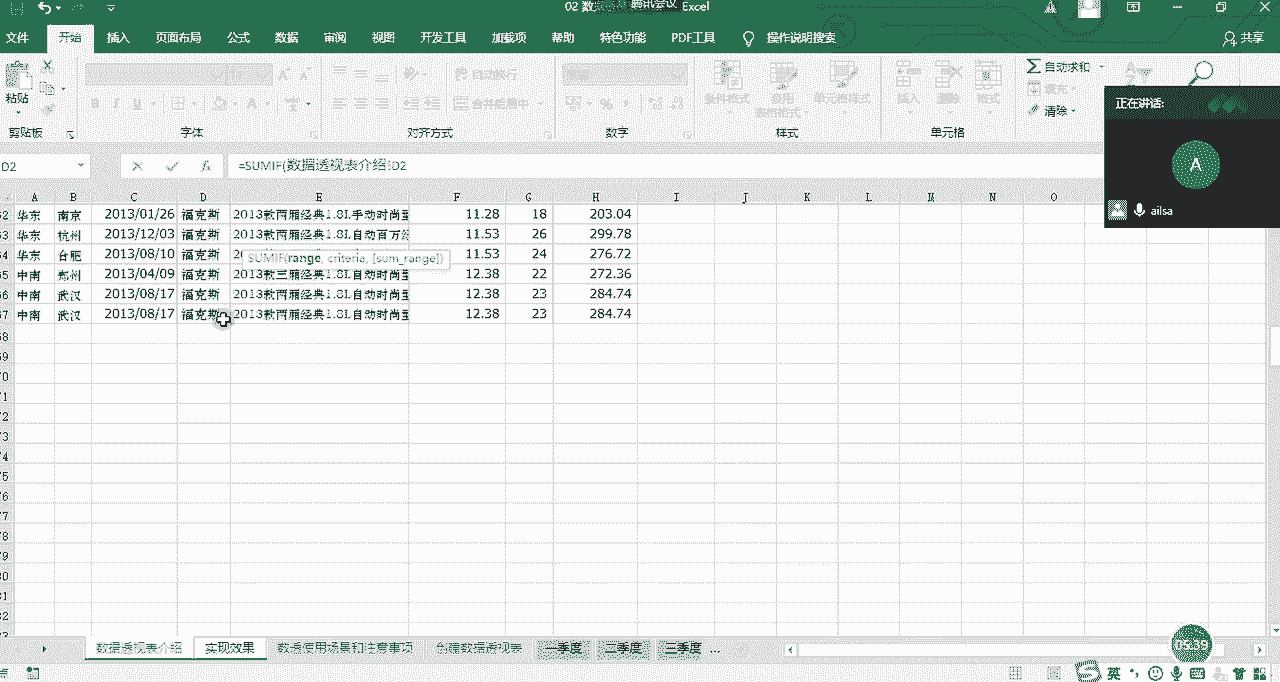 腾讯会议
Excel
文件 开始 插入 页面布局 公式 数据 审阅 视图 开发工具 加载项 帮助 特色功能 PDF工具 操作说明搜索 共享
粘贴
自动换行
合并后居中
条件格式
套用
表格格式
单元格样式
插入 删除 格式
自动求和
填充
清除
剪贴板 字体 对齐方式 数字 样式 单元格
正在讲话:
A
ailsa
D2
=SUMIF(数据透视表介绍!D2
A B C D E F G H I J K L M N O
华东 南京 2013/01/26 福克斯 2013款两厢经典1.8L手动时尚型 11.28 18 203.04
华东 杭州 2013/12/03 福克斯 2013款两厢经典1.8L自动百万纪 11.53 26 299.78
华东 合肥 2013/08/10 福克斯 11.53 24 276.72
SUMIF(range, criteria, [sum_range])
中南 郑州 2013/04/09 福克斯 2013款三厢经典1.8L自动时尚型 12.38 22 272.36
中南 武汉 2013/08/17 福克斯 2013款两厢经典1.8L自动时尚型 12.38 23 284.74
中南 武汉 2013/08/17 福克斯 2013款两厢经典1.8L自动时尚型 12.38 23 284.74
数据透视表介绍 实现效果 数透使用场景和注意事项 创建数据透视表 一季度 二季度 三季度 ...
05:39
英